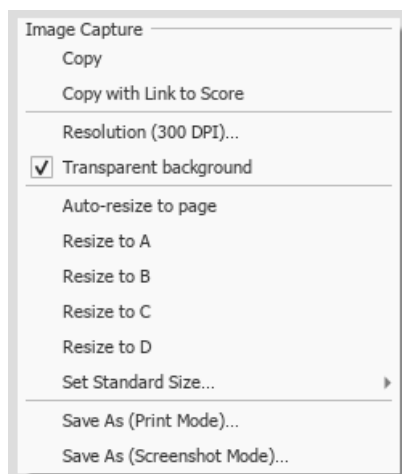 Image Capture
Copy
Copy with Link to Score
Resolution (300 DPI)...
Transparent background
Auto-resize to page
Resize to A
Resize to B
Resize to C
Resize to D
Set Standard Size...
Save As (Print Mode)...
Save As (Screenshot Mode)...